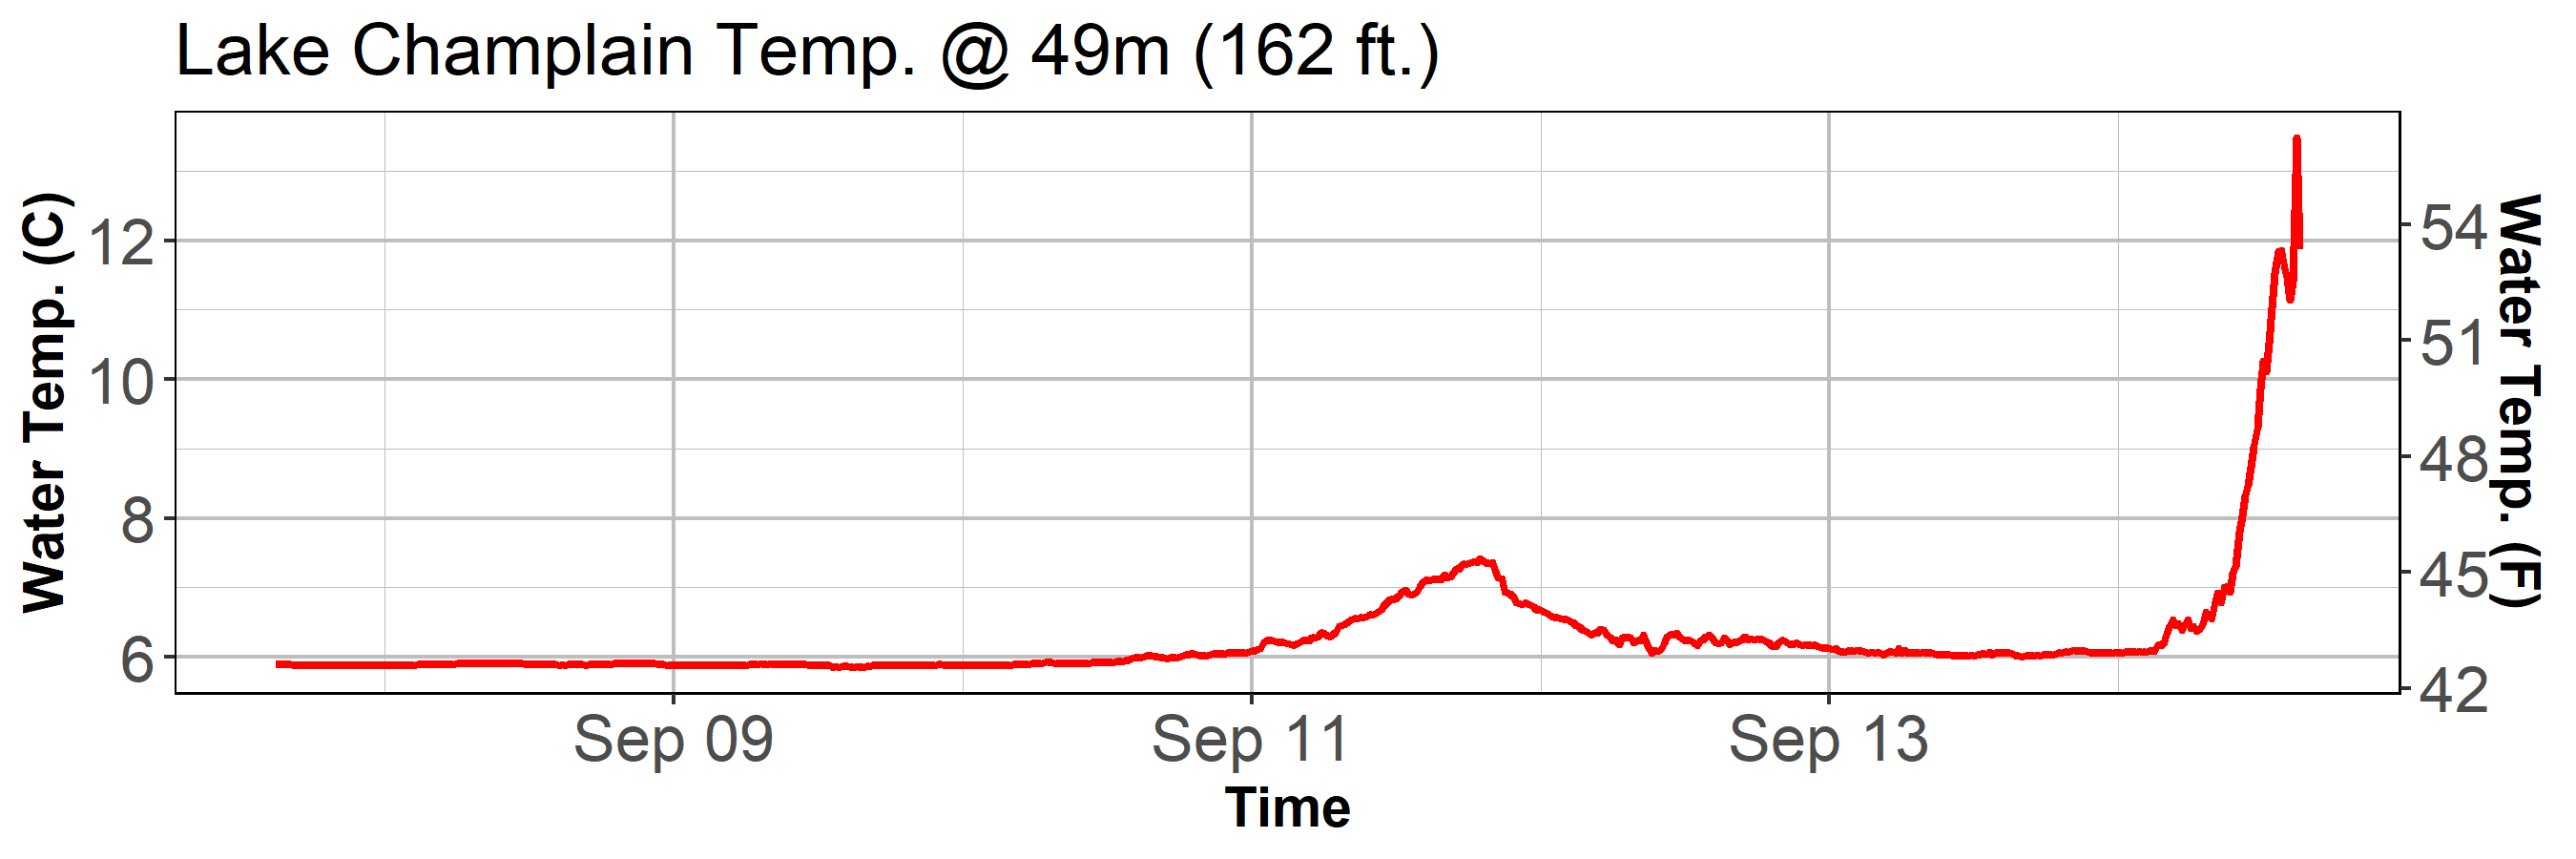 Lake Champlain Temp. @ 49m (162 ft.)
Water Temp. (C)
12
10
8
6
54
51
48
45
42
Water Temp. (F)
Sep 09
Sep 11
Sep 13
Time